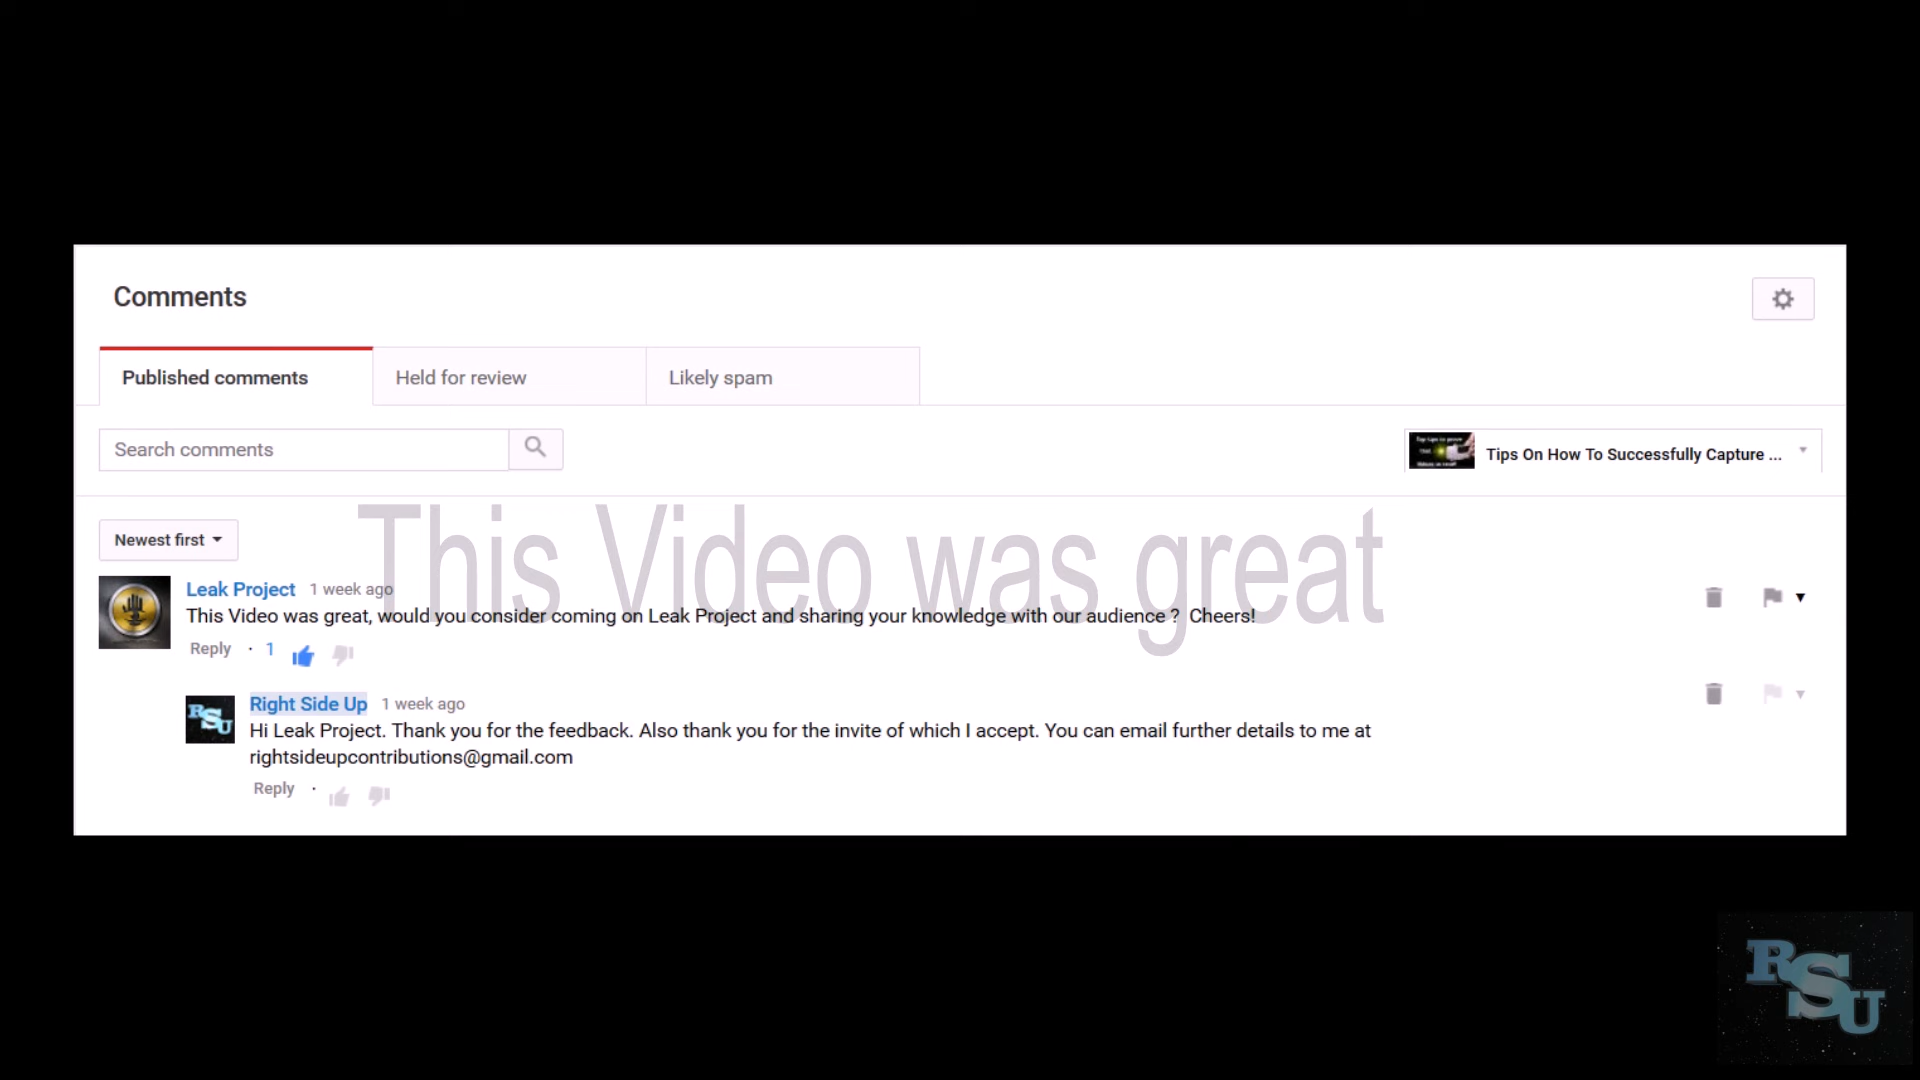 Comments
Published comments
Held for review
Likely spam
Search comments
Tips On How To Successfully Capture ...
This Video was great
Newest first
Leak Project 1 week ago
This Video was great, would you consider coming on Leak Project and sharing your knowledge with our audience ? Cheers!
Reply · 1
RSU
Right Side Up 1 week ago
Hi Leak Project. Thank you for the feedback. Also thank you for the invite of which I accept. You can email further details to me at
rightsideupcontributions@gmail.com
Reply ·
RSU